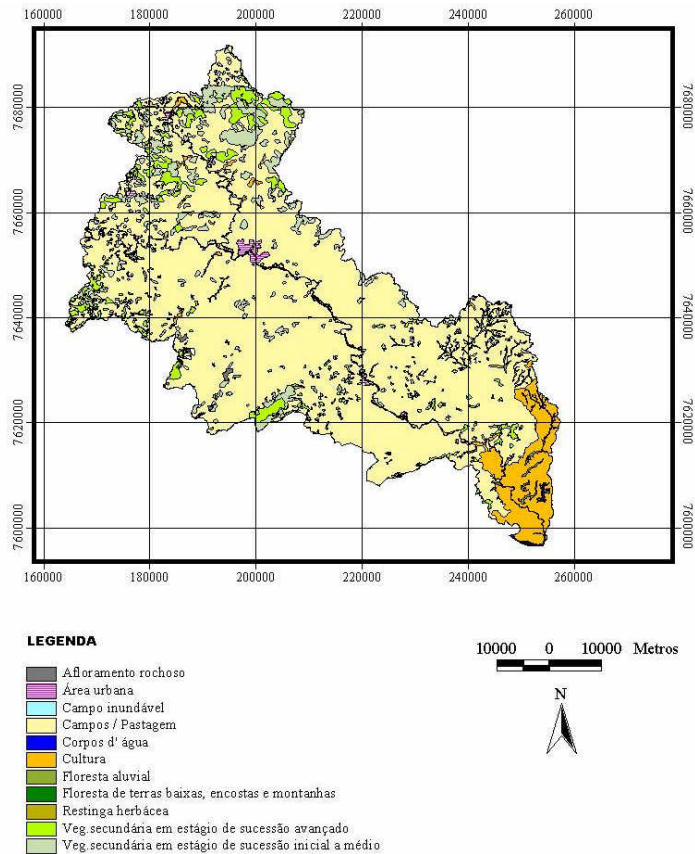 160000 180000 200000 220000 240000 260000
7680000 7680000
7660000 7660000
7640000 7640000
7620000 7620000
7600000 7600000
160000 180000 200000 220000 240000 260000
LEGENDA
Afloramento rochoso
Área urbana
Campo inundável
Campos / Pastagem
Corpos d' água
Cultura
Floresta aluvial
Floresta de terras baixas, encostas e montanhas
Restinga herbácea
Veg.secundária em estágio de sucessão avançado
Veg.secundária em estágio de sucessão inicial a médio
10000 0 10000 Metros
N